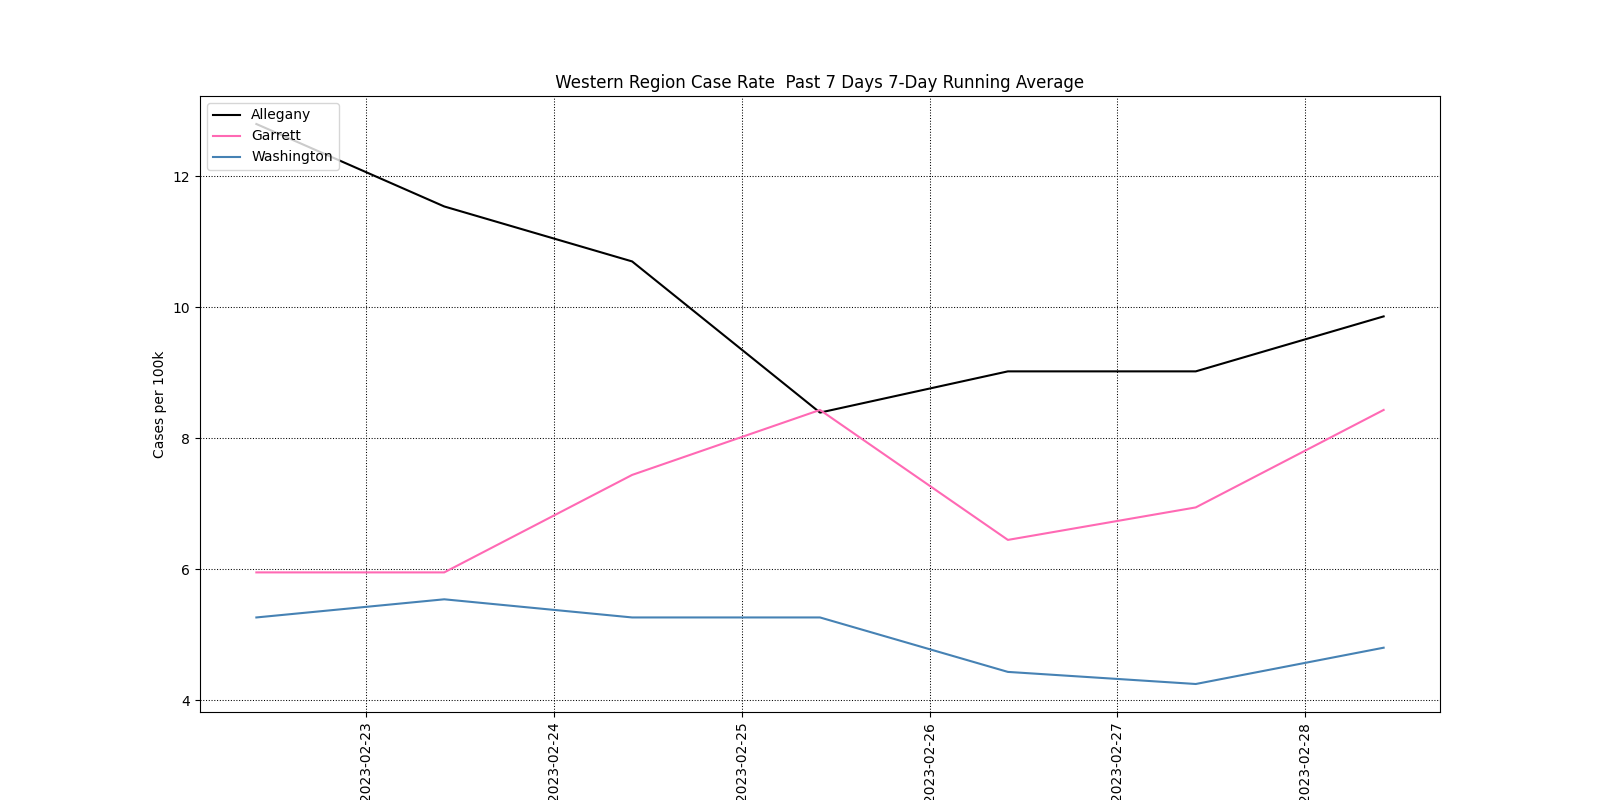 Western Region Case Rate  Past 7 Days 7-Day Running Average
Allegany
Garrett
Washington
Cases per 100k
12
10
8
6
4
2023-02-23
2023-02-24
2023-02-25
2023-02-26
2023-02-27
2023-02-28